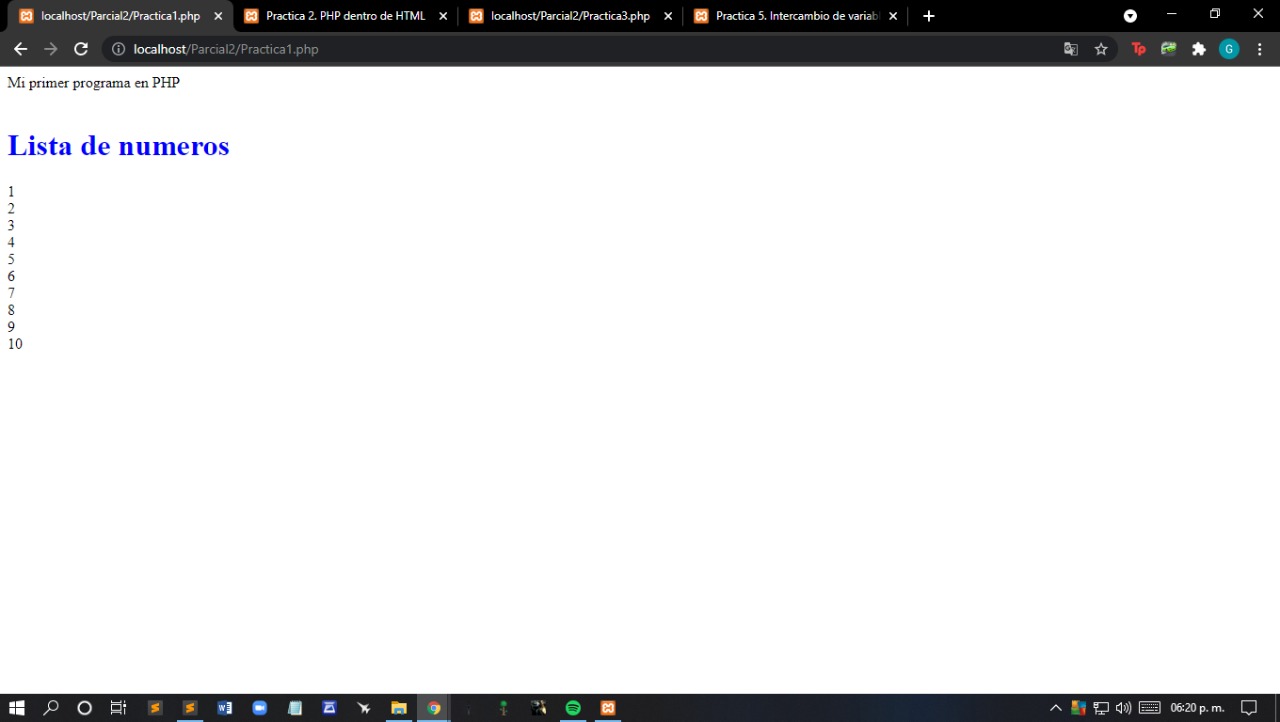 localhost/Parcial2/Practica1.php
Practica 2. PHP dentro de HTML
localhost/Parcial2/Practica3.php
Practica 5. Intercambio de variab
localhost/Parcial2/Practica1.php
Tp
G
Mi primer programa en PHP
Lista de numeros
1
2
3
4
5
6
7
8
9
10
06:20 p. m.